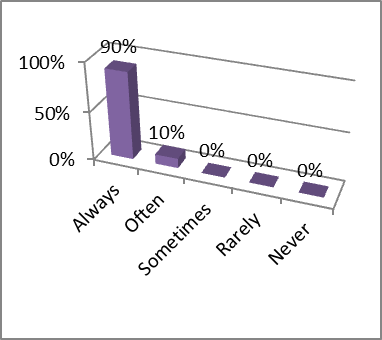 90%
100%
10%
50%
0%
0%
0%
0%
Always
Often
Sometimes
Rarely
Never